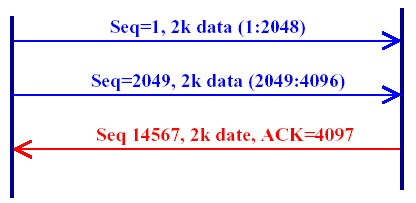 Seq=1, 2k data (1:2048)
Seq=2049, 2k data (2049:4096)
Seq 14567, 2k date, ACK=4097